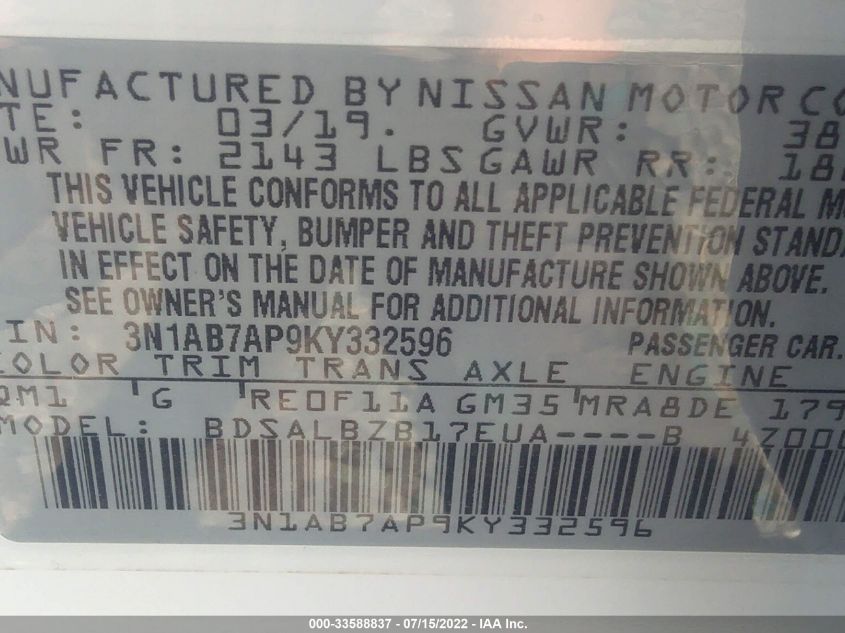 NUFACTURED BY NISSAN MOTOR CO
TE: 03/19. GVWR: 38
WR FR: 2143 LBS GAWR RR: 18
THIS VEHICLE CONFORMS TO ALL APPLICABLE FEDERAL M
VEHICLE SAFETY, BUMPER AND THEFT PREVENTION STANDA
IN EFFECT ON THE DATE OF MANUFACTURE SHOWN ABOVE.
SEE OWNER'S MANUAL FOR ADDITIONAL INFORMATION.
IN: 3N1AB7AP9KY332596 PASSENGER CAR.
COLOR TRIM TRANS AXLE ENGINE
QM1 G RE0F11A GM35 MRA8DE 179
MODEL: BDSALBZB17EUA----B 4Z000
3N1AB7AP9KY332596
000-33588837 - 07/15/2022 - IAA Inc.